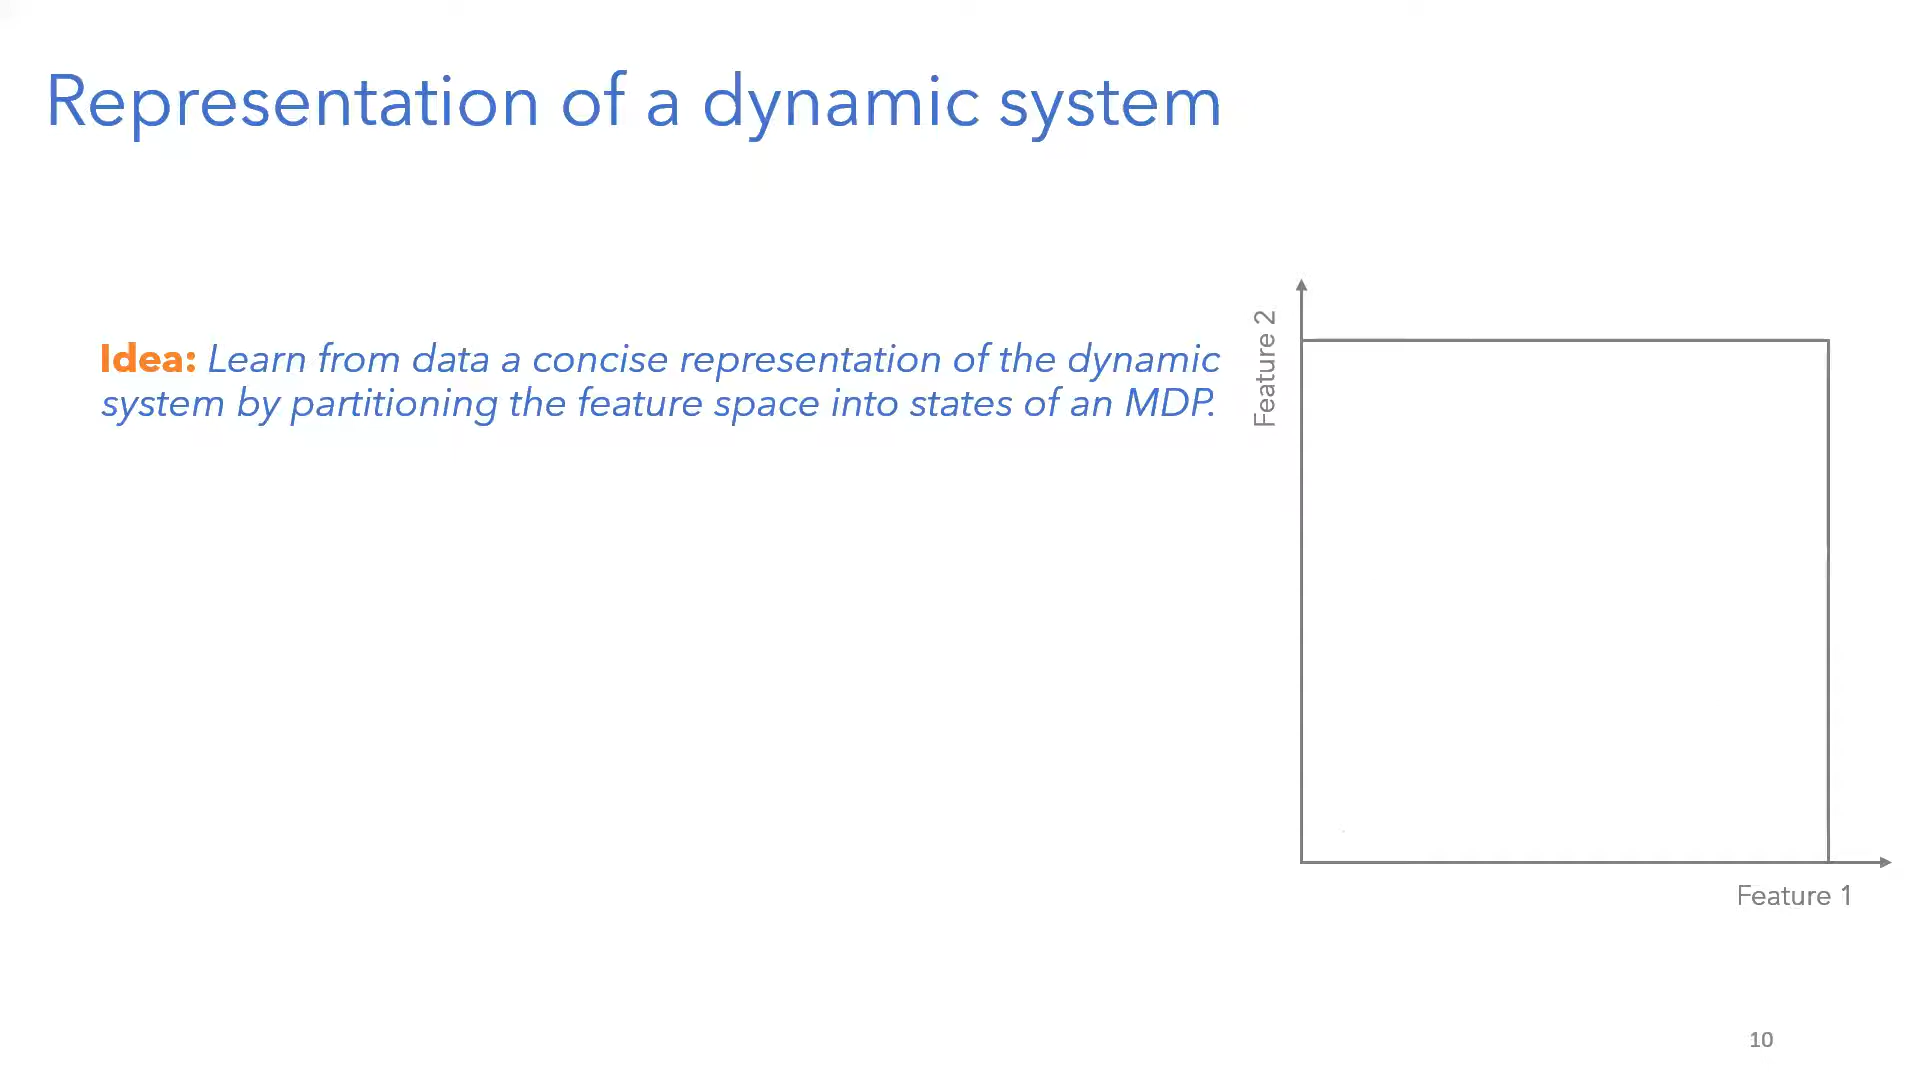 Representation of a dynamic system
Idea: Learn from data a concise representation of the dynamic
system by partitioning the feature space into states of an MDP.
Feature 2
Feature 1
10